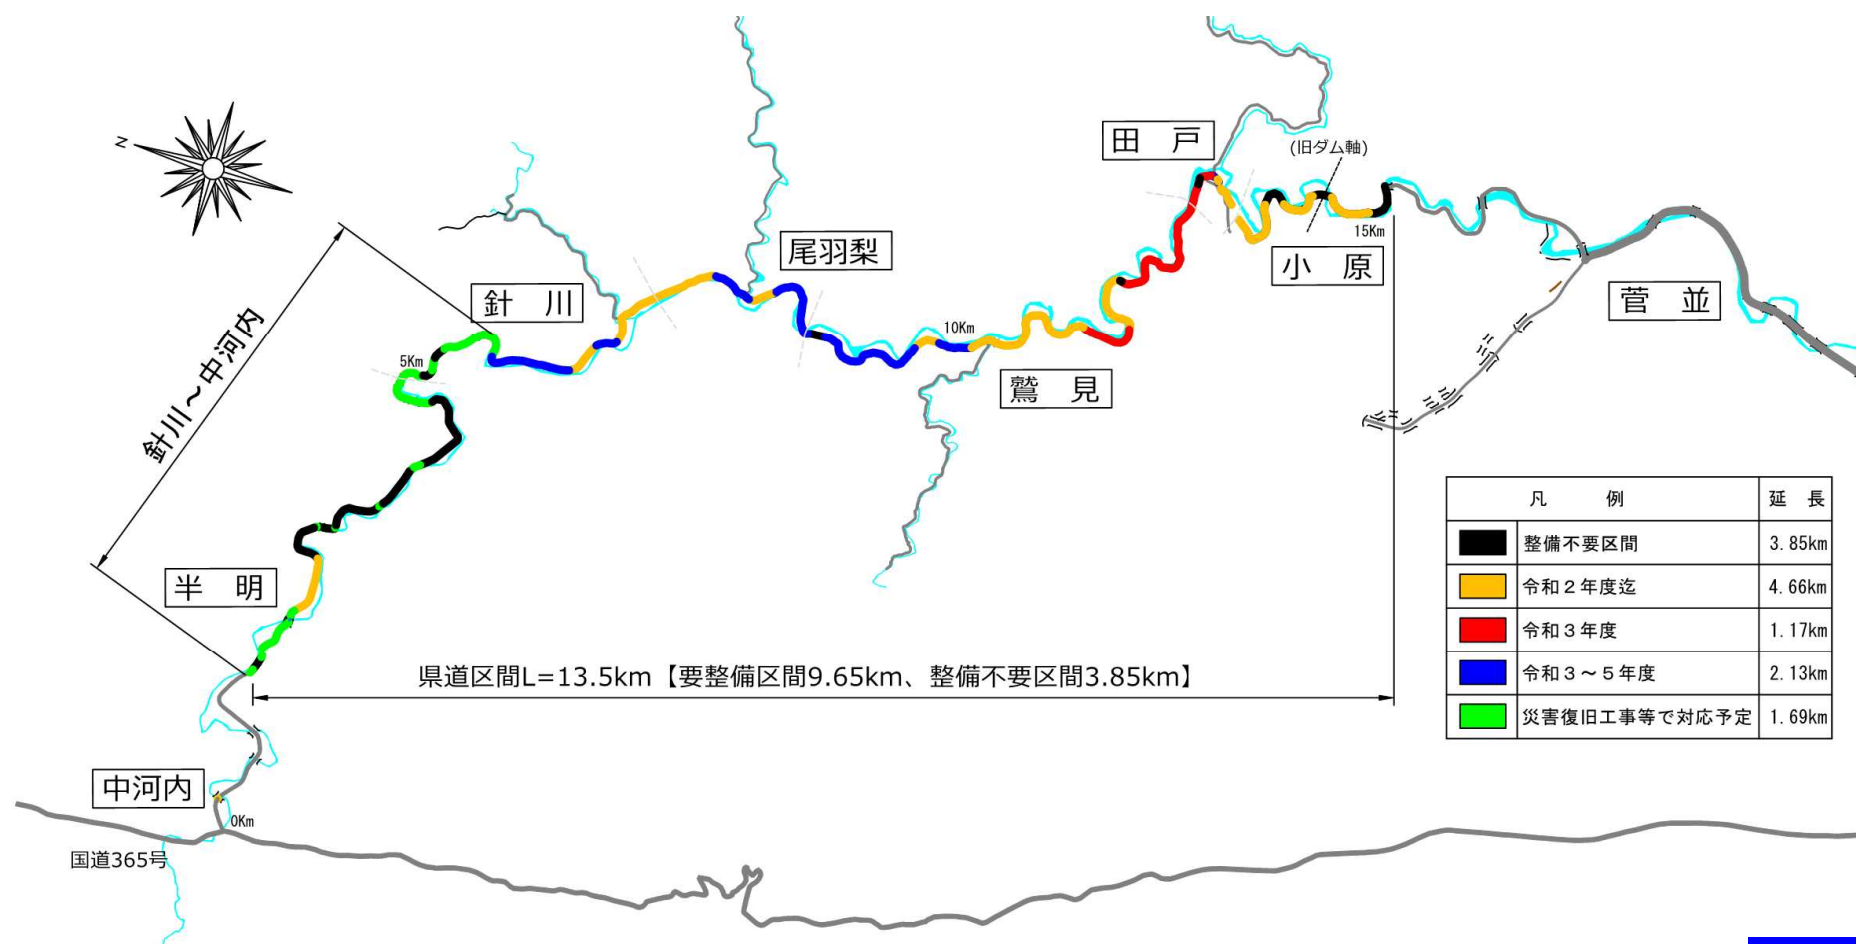 N
田　戸
(旧ダム軸)
尾羽梨
針　川
15Km
小　原
菅　並
10Km
5Km
鷲　見
針川～中河内
半　明
県道区間L=13.5km【要整備区間9.65km、整備不要区間3.85km】
中河内
0Km
国道365号
凡　例　延　長
整備不要区間　3.85km
令和２年度迄　4.66km
令和３年度　1.17km
令和３～５年度　2.13km
災害復旧工事等で対応予定　1.69km